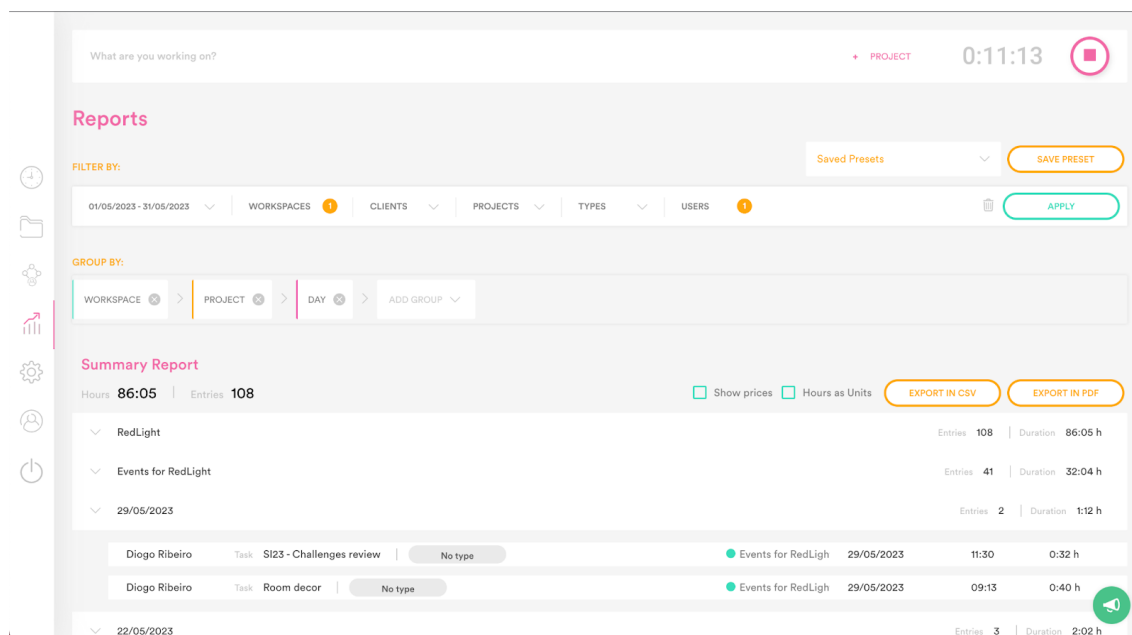 What are you working on? + PROJECT 0:11:13
Reports
Saved Presets SAVE PRESET
FILTER BY:
01/05/2023 - 31/05/2023 WORKSPACES 1 CLIENTS PROJECTS TYPES USERS 1 APPLY
GROUP BY:
WORKSPACE PROJECT DAY ADD GROUP
Summary Report
Hours 86:05 Entries 108 Show prices Hours as Units EXPORT IN CSV EXPORT IN PDF
RedLight Entries 108 Duration 86:05 h
Events for RedLight Entries 41 Duration 32:04 h
29/05/2023 Entries 2 Duration 1:12 h
Diogo Ribeiro Task SI23 - Challenges review No type Events for RedLigh 29/05/2023 11:30 0:32 h
Diogo Ribeiro Task Room decor No type Events for RedLigh 29/05/2023 09:13 0:40 h
22/05/2023 Entries 3 Duration 2:02 h